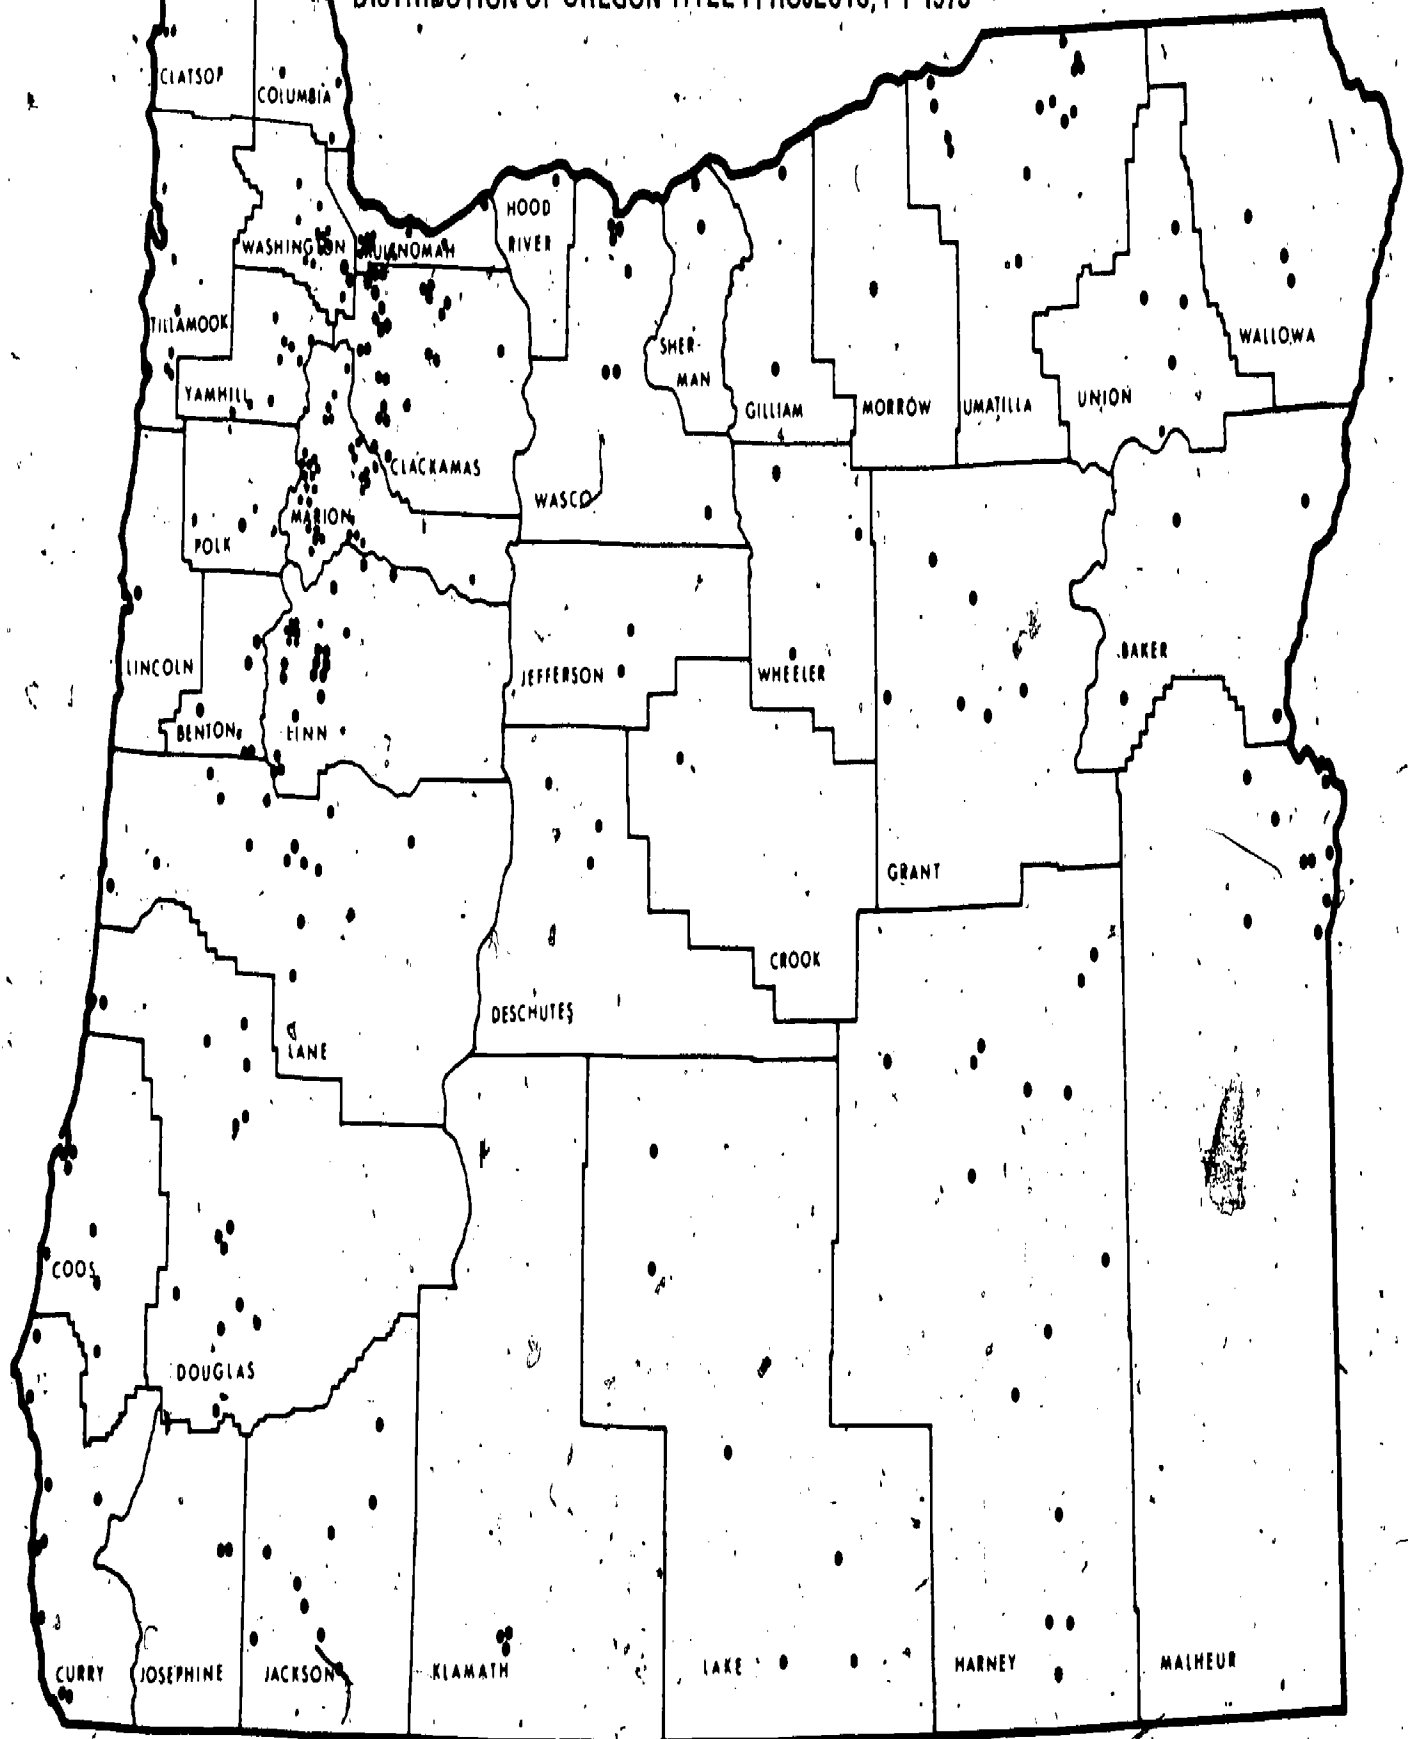 DISTRIBUTION OF OREGON TITLE I PROJECTS, FY 1973
CLATSOP
COLUMBIA
HOOD
RIVER
WASHINGTON
MULTNOMAH
TILLAMOOK
WALLOWA
SHER-
MAN
YAMHILL
GILLIAM
MORROW
UMATILLA
UNION
CLACKAMAS
WASCO
MARION
POLK
BAKER
LINCOLN
JEFFERSON
WHEELER
BENTON
LINN
GRANT
CROOK
DESCHUTES
LANE
COOS
DOUGLAS
CURRY
JOSEPHINE
JACKSON
KLAMATH
LAKE
HARNEY
MALHEUR